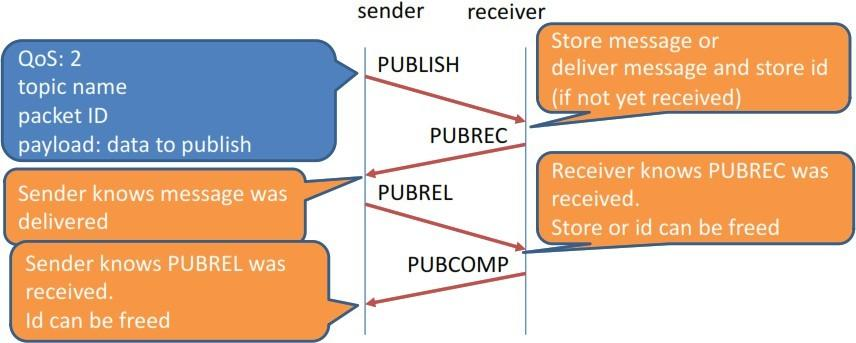 sender receiver
QoS: 2
topic name
packet ID
payload: data to publish
PUBLISH
Store message or
deliver message and store id
(if not yet received)
PUBREC
Sender knows message was
delivered
PUBREL
Receiver knows PUBREC was
received.
Store or id can be freed
PUBCOMP
Sender knows PUBREL was
received.
Id can be freed